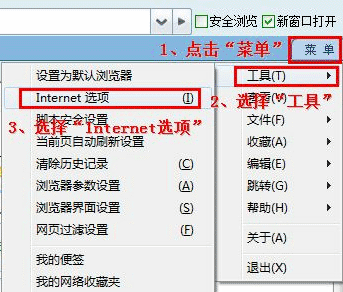 安全浏览 新窗口打开
1、点击“菜单” 菜 单
设置为默认浏览器
Internet 选项 (I)
脚本安全设置
当前页自动刷新设置
清除历史记录 (C)
浏览器参数设置 (A)
浏览器界面设置 (S)
网页过滤设置 (F)
我的便签
我的网络收藏夹
3、选择“Internet选项”
工具(T)
2、选择“工具”
文件(F)
收藏(A)
编辑(E)
跳转(G)
帮助(H)
关于(A)
退出(X)